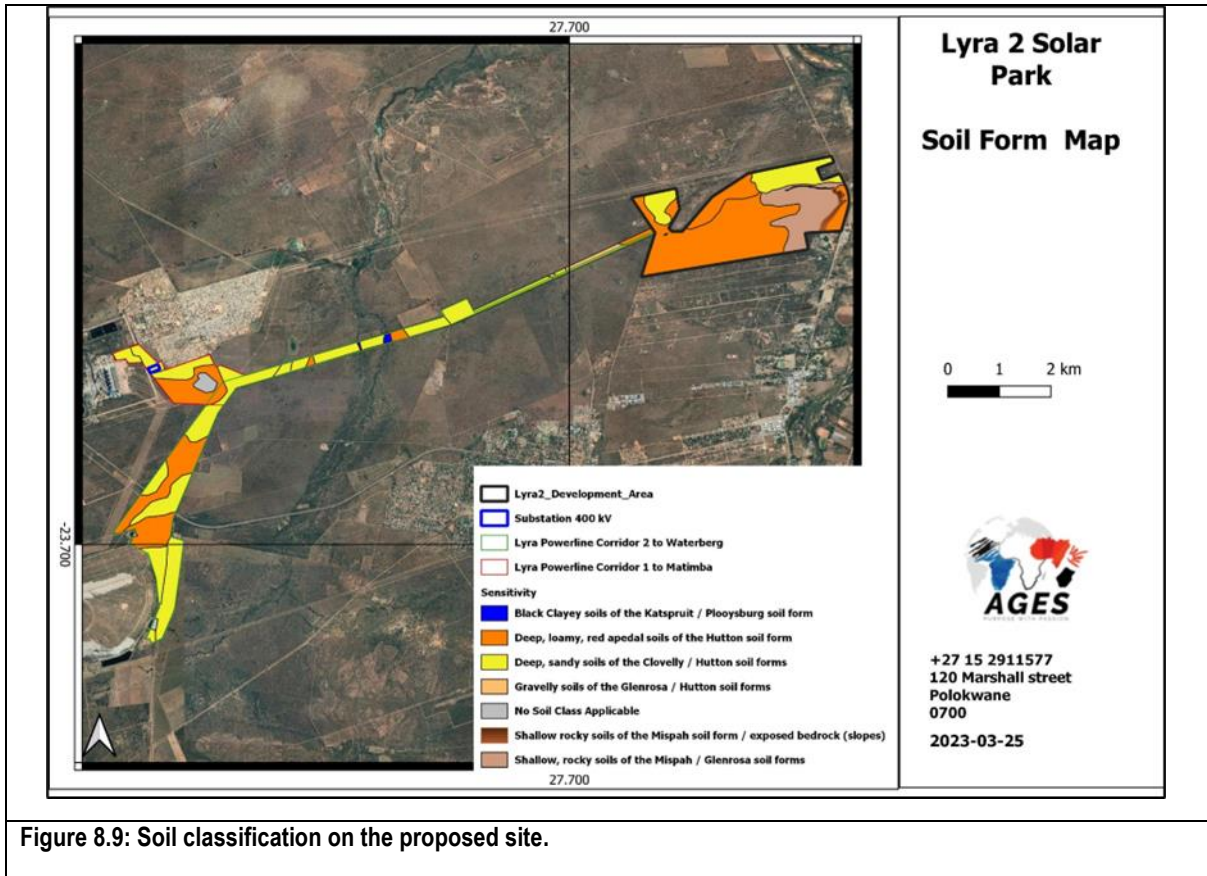 27.700
-23.700
Lyra2_Development_Area
Substation 400 kV
Lyra Powerline Corridor 2 to Waterberg
Lyra Powerline Corridor 1 to Matimba
Sensitivity
Black Clayey soils of the Katspruit / Plooysburg soil form
Deep, loamy, red apedal soils of the Hutton soil form
Deep, sandy soils of the Clovelly / Hutton soil forms
Gravelly soils of the Glenrosa / Hutton soil forms
No Soil Class Applicable
Shallow rocky soils of the Mispah soil form / exposed bedrock (slopes)
Shallow, rocky soils of the Mispah / Glenrosa soil forms
27.700
Lyra 2 Solar
Park
Soil Form Map
0 1 2 km
AGES
PURPOSE WITH PASSION
+27 15 2911577
120 Marshall street
Polokwane
0700
2023-03-25
Figure 8.9: Soil classification on the proposed site.